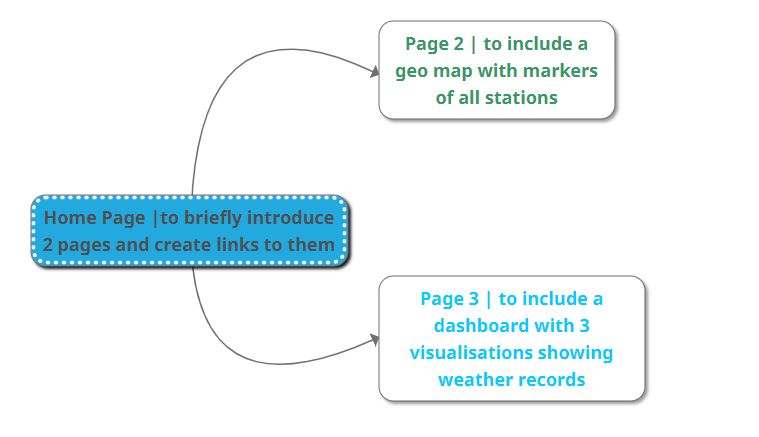 Page 2 | to include a
geo map with markers
of all stations
Home Page |to briefly introduce
2 pages and create links to them
Page 3 | to include a
dashboard with 3
visualisations showing
weather records